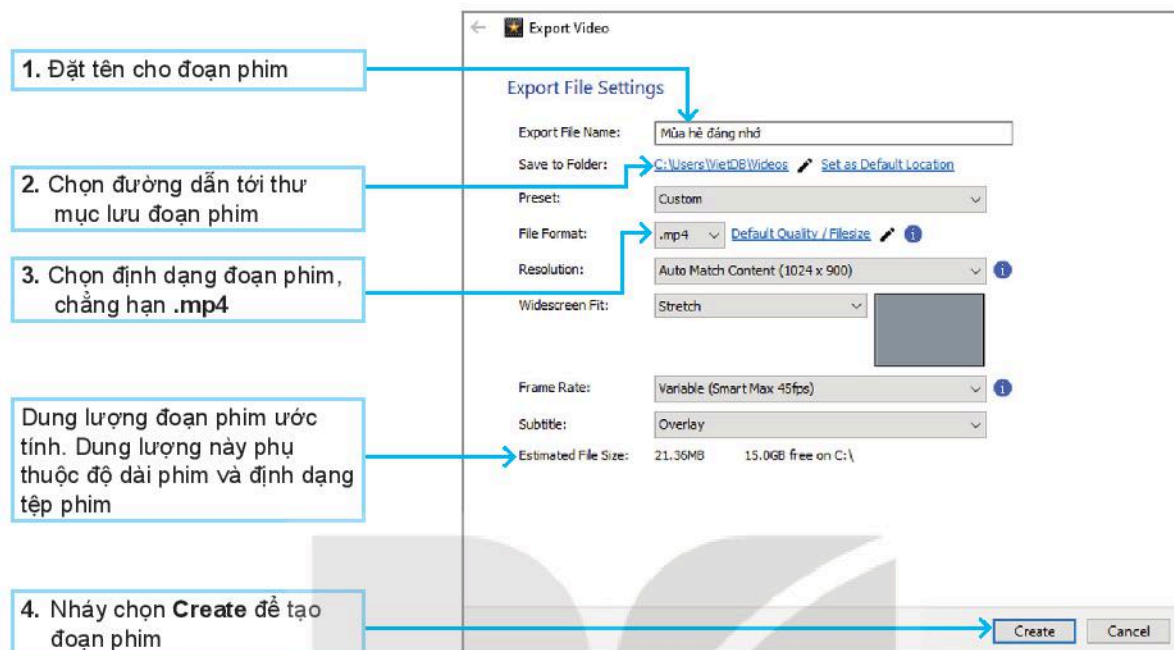 1. Đặt tên cho đoạn phim
2. Chọn đường dẫn tới thư
mục lưu đoạn phim
3. Chọn định dạng đoạn phim,
chẳng hạn .mp4
Dung lượng đoạn phim ước
tính. Dung lượng này phụ
thuộc độ dài phim và định dạng
tệp phim
4. Nháy chọn Create để tạo
đoạn phim
Export Video
Export File Settings
Export File Name: Mùa hè đáng nhớ
Save to Folder: C:\Users\VietDB\Videos Set as Default Location
Preset: Custom
File Format: .mp4 Default Quality / Filesize
Resolution: Auto Match Content (1024 x 900)
Widescreen Fit: Stretch
Frame Rate: Variable (Smart Max 45fps)
Subtitle: Overlay
Estimated File Size: 21.36MB 15.0GB free on C:\
Create Cancel